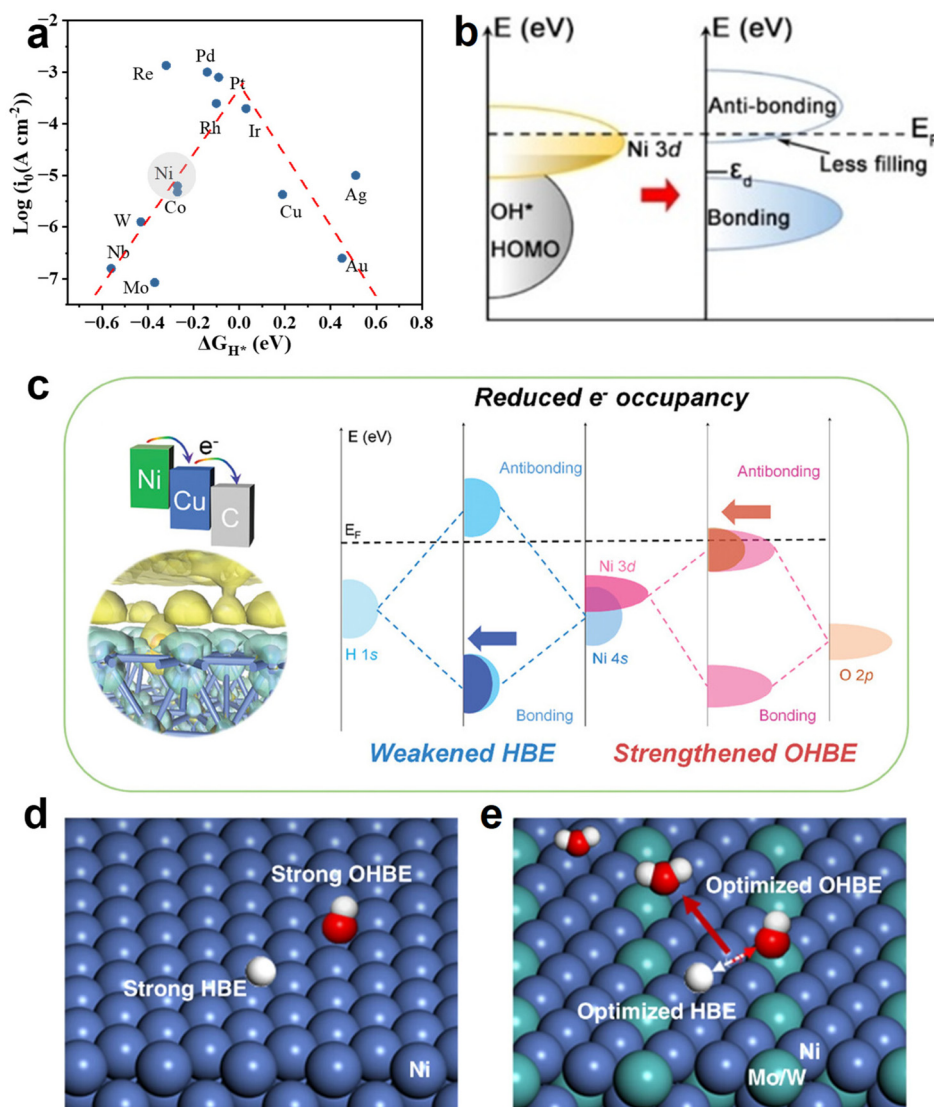 a
Log (i₀(A cm⁻²))
−2
−3
−4
−5
−6
−7
Re
Pd
Pt
Rh
Ir
Ni
Co
Ag
Cu
W
Nb
Mo
Au
−0.6
−0.4
−0.2
0.0
0.2
0.4
0.6
0.8
ΔG_H* (eV)
b
E (eV)
E (eV)
Ni 3d
OH*
HOMO
Anti-bonding
E_F
Less filling
ε_d
Bonding
c
Reduced e⁻ occupancy
e⁻
Ni
Cu
C
E (eV)
E_F
H 1s
Antibonding
Bonding
Ni 3d
Ni 4s
Antibonding
Bonding
O 2p
Weakened HBE
Strengthened OHBE
d
Strong OHBE
Strong HBE
Ni
e
Optimized OHBE
Optimized HBE
Ni
Mo/W